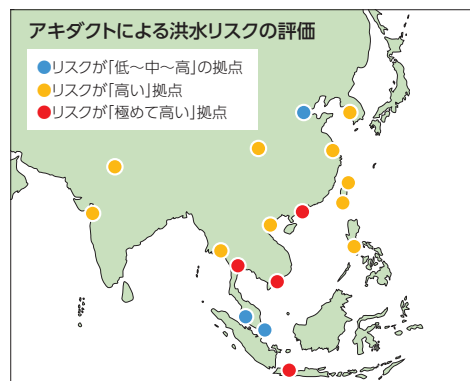 アキダクトによる洪水リスクの評価
リスクが「低～中～高」の拠点
リスクが「高い」拠点
リスクが「極めて高い」拠点